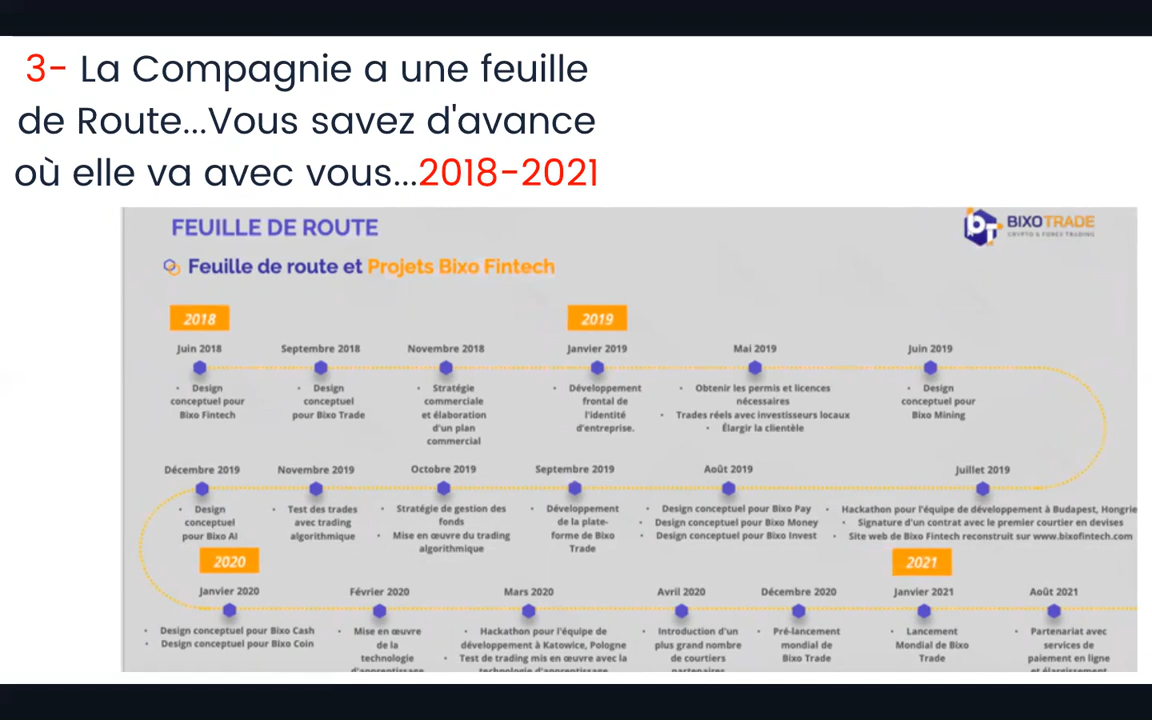 3- La Compagnie a une feuille
de Route...Vous savez d'avance
où elle va avec vous...2018-2021
FEUILLE DE ROUTE
BIXO TRADE
CRYPTO & FOREX TRADING
Feuille de route et Projets Bixo Fintech
2018
2019
Juin 2018
Septembre 2018
Novembre 2018
Janvier 2019
Mai 2019
Juin 2019
• Design
conceptuel pour
Bixo Fintech
• Design
conceptuel
pour Bixo Trade
• Stratégie
commerciale
et élaboration
d'un plan
commercial
• Développement
frontal de
l'identité
d'entreprise.
• Obtenir les permis et licences
nécessaires
• Trades réels avec investisseurs locaux
• Élargir la clientèle
• Design
conceptuel pour
Bixo Mining
Décembre 2019
Novembre 2019
Octobre 2019
Septembre 2019
Août 2019
Juillet 2019
• Design
conceptuel
pour Bixo AI
• Test des trades
avec trading
algorithmique
• Stratégie de gestion des
fonds
• Mise en œuvre du trading
algorithmique
• Développement
de la plate-
forme de Bixo
Trade
• Design conceptuel pour Bixo Pay
• Design conceptuel pour Bixo Money
• Design conceptuel pour Bixo Invest
• Hackathon pour l'équipe de développement à Budapest, Hongrie
• Signature d'un contrat avec le premier courtier en devises
• Site web de Bixo Fintech reconstruit sur www.bixofintech.com
2020
2021
Janvier 2020
Février 2020
Mars 2020
Avril 2020
Décembre 2020
Janvier 2021
Août 2021
• Design conceptuel pour Bixo Cash
• Design conceptuel pour Bixo Coin
• Mise en œuvre
de la
technologie
d'apprentissage
• Hackathon pour l'équipe de
développement à Katowice, Pologne
• Test de trading mis en œuvre avec la
technologie d'apprentissage
• Introduction d'un
plus grand nombre
de courtiers
partenaires
• Pré-lancement
mondial de
Bixo Trade
• Lancement
Mondial de Bixo
Trade
• Partenariat avec
services de
paiement en ligne
et élargissement